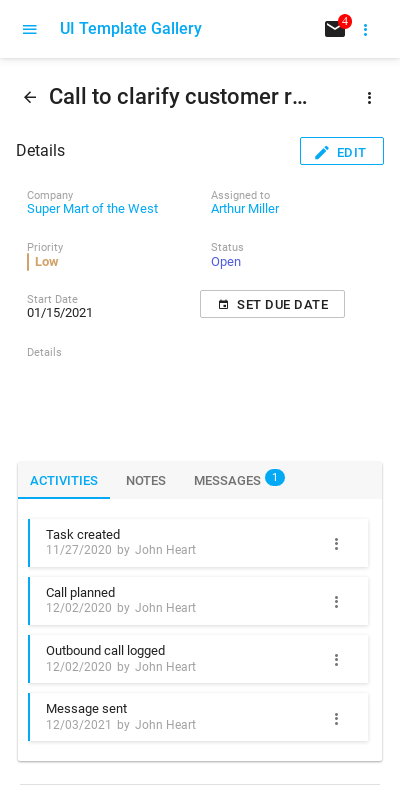 UI Template Gallery
4
Call to clarify customer r...
Details
EDIT
Company
Assigned to
Super Mart of the West
Arthur Miller
Priority
Status
Low
Open
Start Date
01/15/2021
SET DUE DATE
Details
ACTIVITIES NOTES MESSAGES 1
Task created
11/27/2020 by John Heart
Call planned
12/02/2020 by John Heart
Outbound call logged
12/02/2020 by John Heart
Message sent
12/03/2021 by John Heart